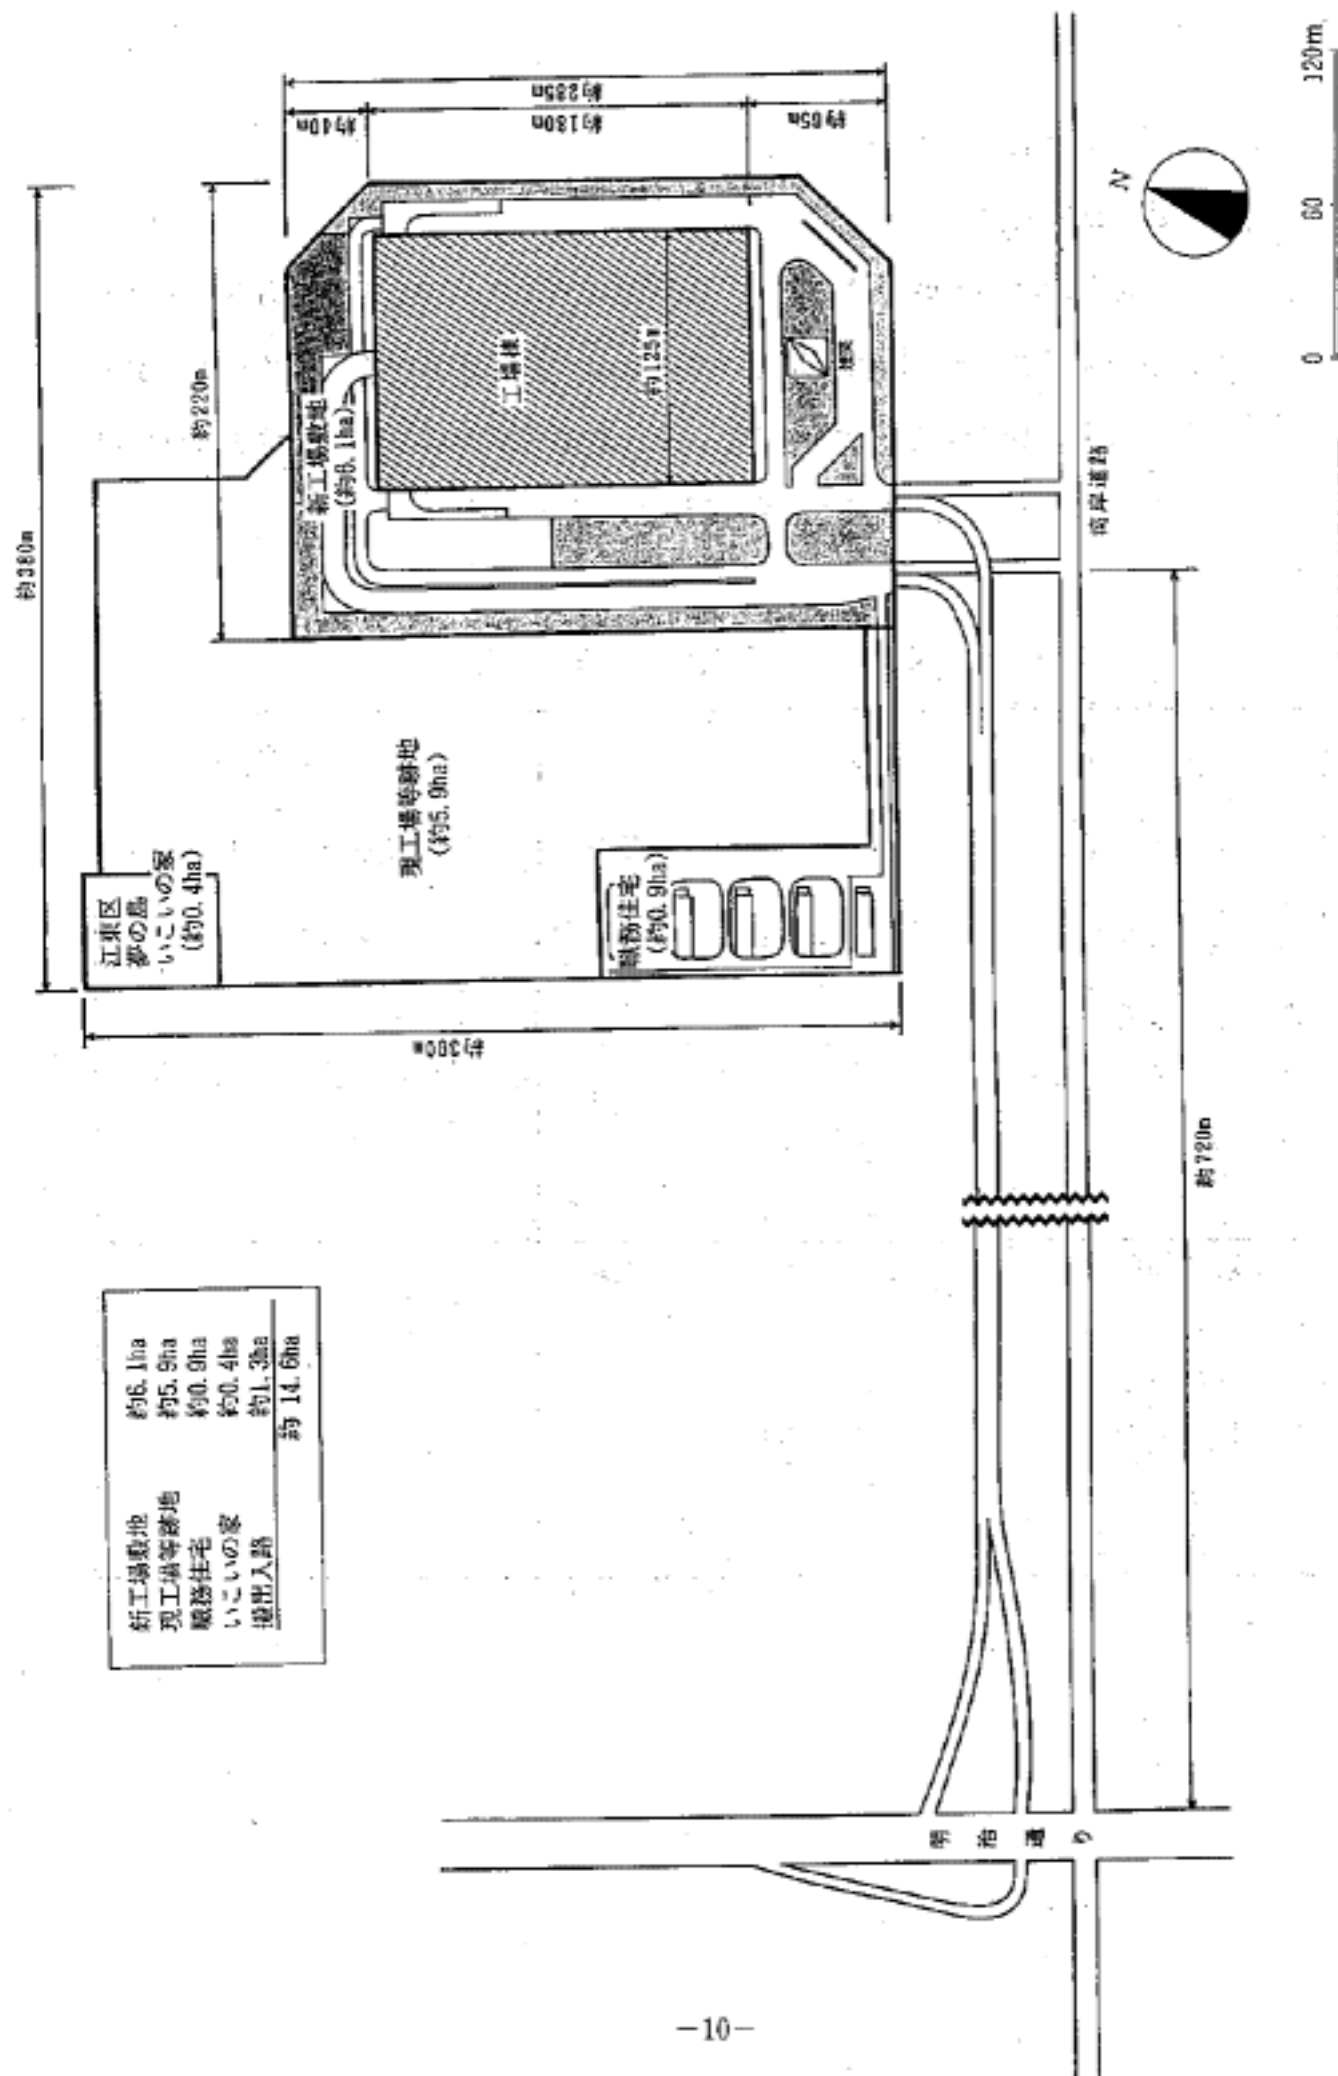 約380m
約220m
約285m
約40m
約180m
約65m
江東区
夢の島
いこいの家
(約0.4ha)
新工場敷地
(約6.1ha)
工場棟
約125m
煙突
現工場等跡地
(約5.9ha)
職務住宅
(約0.9ha)
約380m
N
0 60 120m
湾岸道路
約720m
明治通り
新工場敷地 約6.1ha
現工場等跡地 約5.9ha
職務住宅 約0.9ha
いこいの家 約0.4ha
搬出入路 約1.3ha
約 14.6ha
－10－